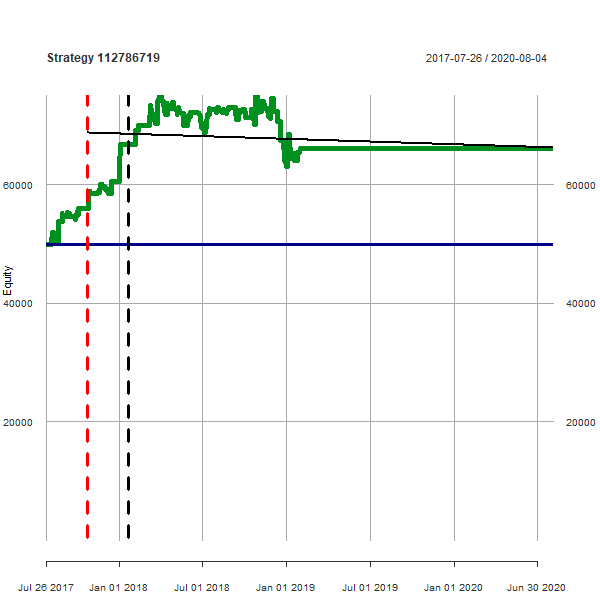 Strategy 112786719
2017-07-26 / 2020-08-04
60000
60000
Equity
40000
40000
20000
20000
Jul 26 2017
Jan 01 2018
Jul 01 2018
Jan 01 2019
Jul 01 2019
Jan 01 2020
Jun 30 2020